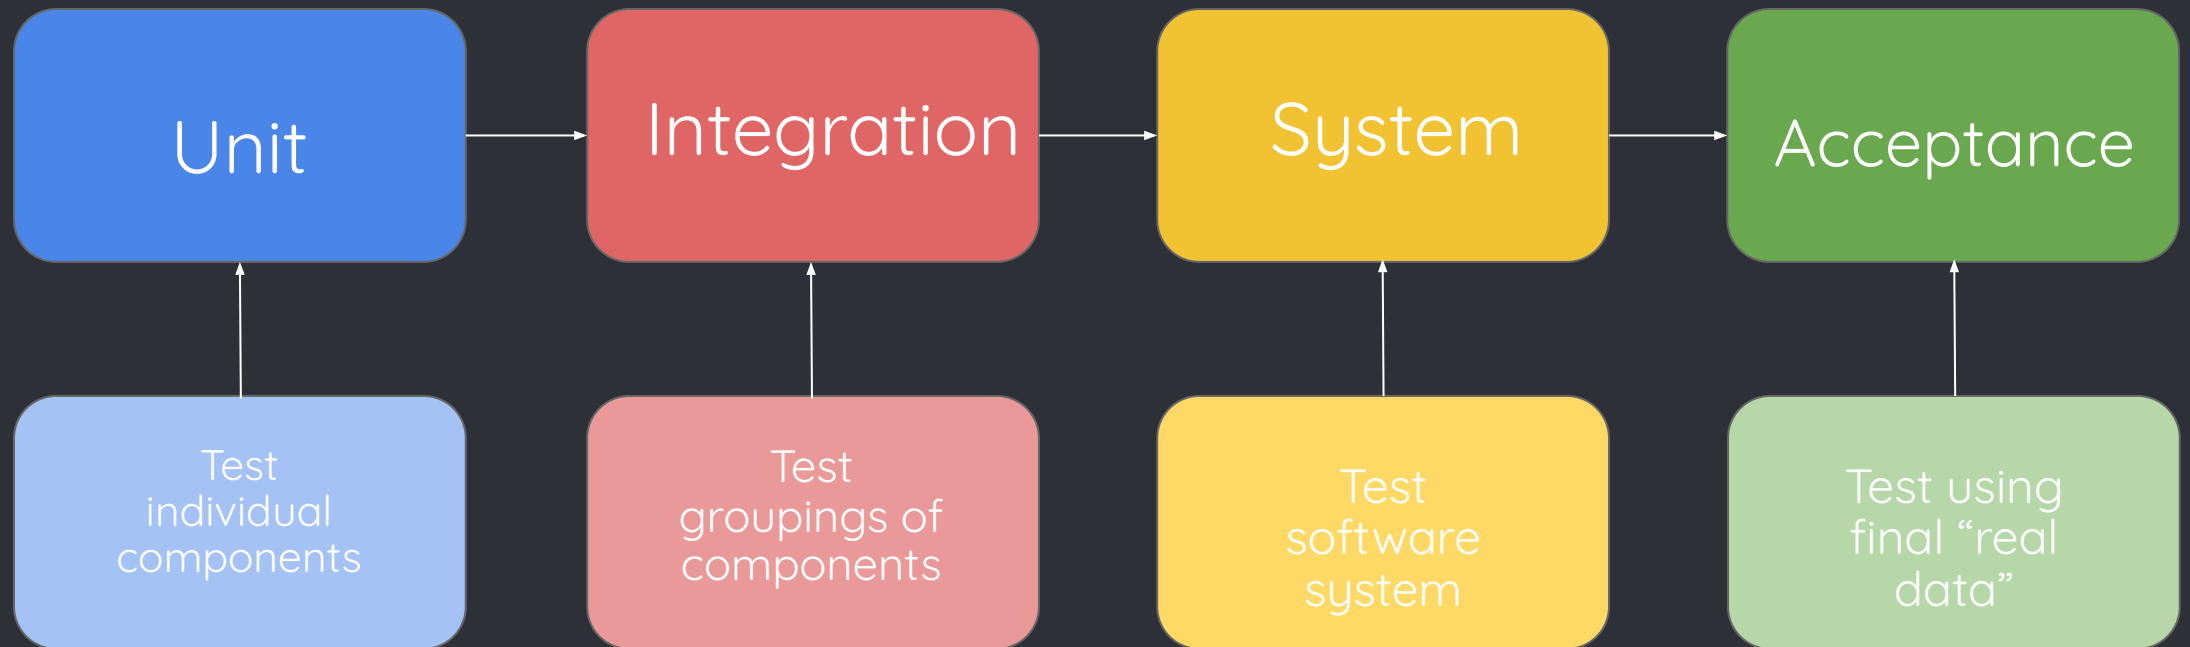 Unit
Integration
System
Acceptance
Test
individual
components
Test
groupings of
components
Test
software
system
Test using
final “real
data”